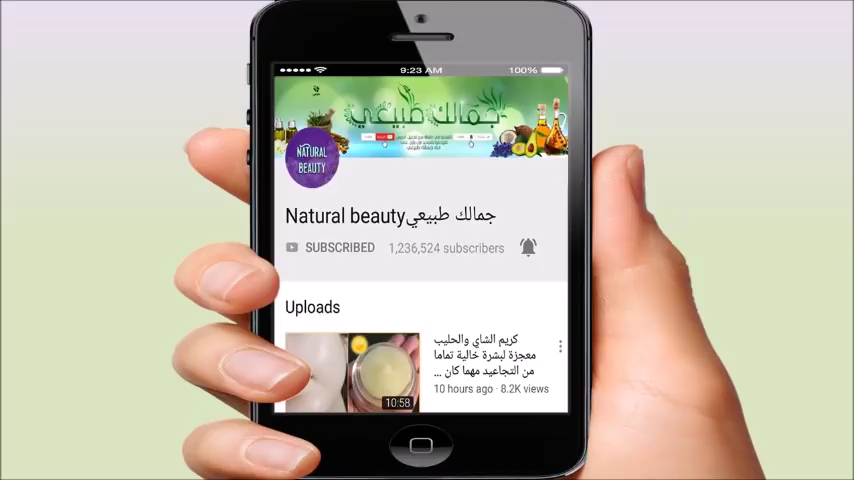 9:23 AM
100%
جمالك طبيعي
NATURAL
BEAUTY
Natural beautyجمالك طبيعي
SUBSCRIBED 1,236,524 subscribers
Uploads
كريم الشاي والحليب
معجزة لبشرة خالية تماما
من التجاعيد مهما كان ...
10 hours ago · 8.2K views
10:58